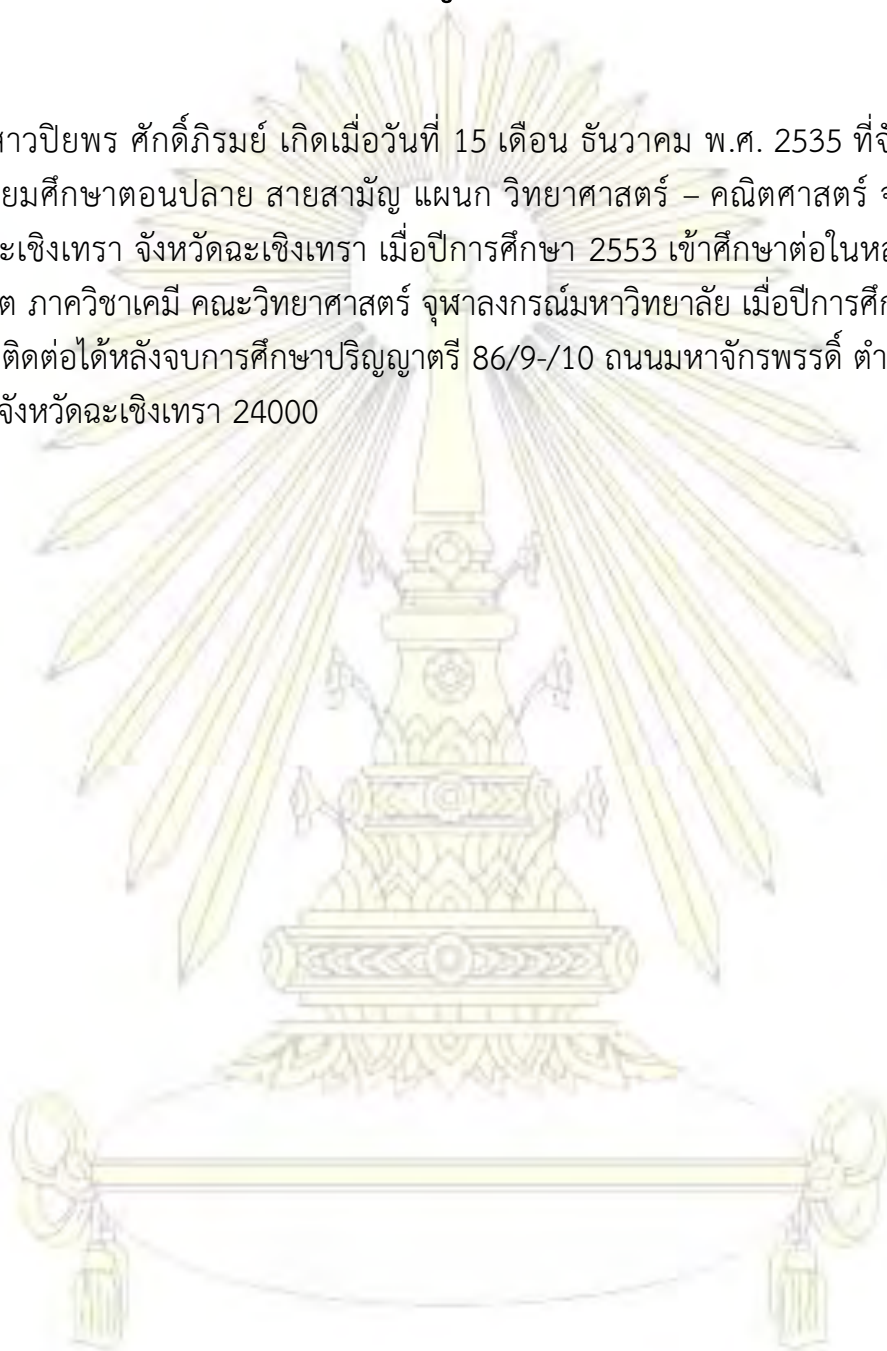 สาวปิยพร ศักดิ์ภิรมย์ เกิดเมื่อวันที่ 15 เดือน ธันวาคม พ.ศ. 2535 ที่จั
ยมศึกษาตอนปลาย สายสามัญ แผนก วิทยาศาสตร์ – คณิตศาสตร์ จ
ะเชิงเทรา จังหวัดฉะเชิงเทรา เมื่อปีการศึกษา 2553 เข้าศึกษาต่อในหล
ต ภาควิชาเคมี คณะวิทยาศาสตร์ จุฬาลงกรณ์มหาวิทยาลัย เมื่อปีการศึก
ติดต่อได้หลังจบการศึกษาปริญญาตรี 86/9-/10 ถนนมหาจักรพรรดิ์ ตำ
จังหวัดฉะเชิงเทรา 24000